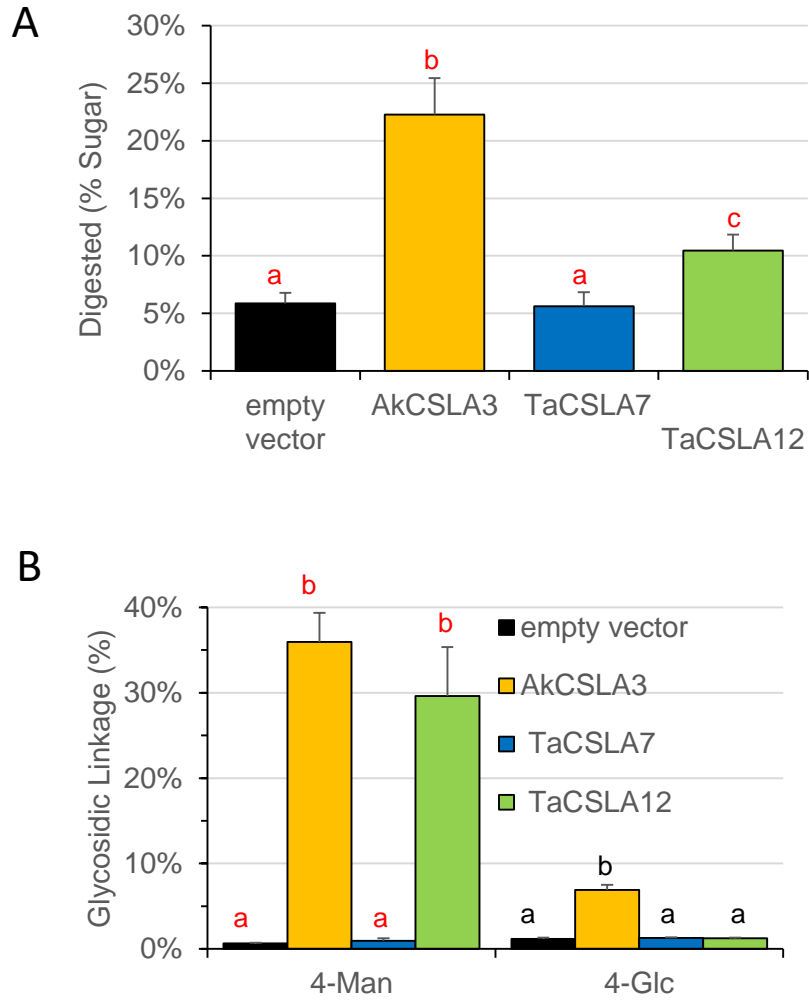 A
Digested (% Sugar)
30%
25%
20%
15%
10%
5%
0%
a
b
a
c
empty
vector
AkCSLA3
TaCSLA7
TaCSLA12
B
Glycosidic Linkage (%)
40%
30%
20%
10%
0%
a
b
a
b
a
b
a
a
empty vector
AkCSLA3
TaCSLA7
TaCSLA12
4-Man
4-Glc